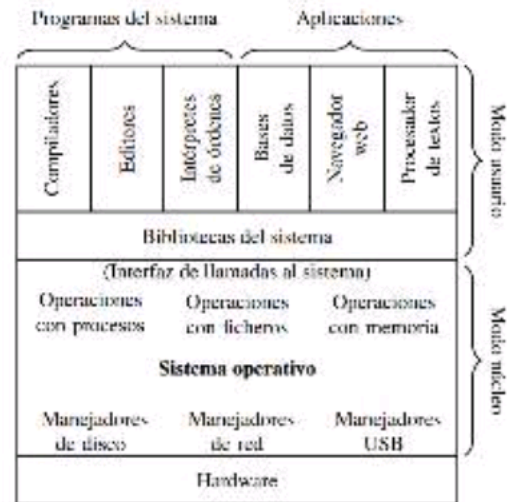 Programas del sistema
Aplicaciones
Compiladores
Editores
Intérpretes
de órdenes
Bases
de datos
Navegador
web
Procesador
de textos
Modo usuario
Bibliotecas del sistema
(Interfaz de llamadas al sistema)
Operaciones
con procesos
Operaciones
con ficheros
Operaciones
con memoria
Modo núcleo
Sistema operativo
Manejadores
de disco
Manejadores
de red
Manejadores
USB
Hardware